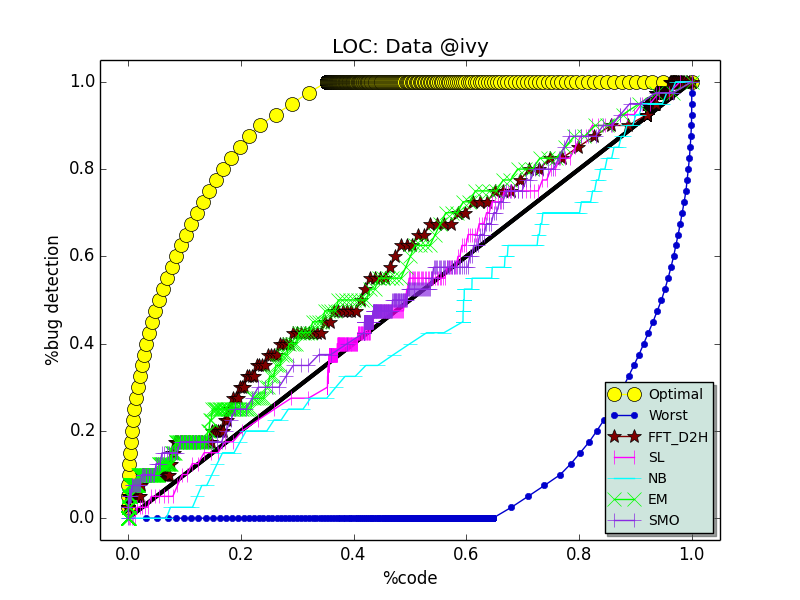 LOC: Data @ivy
%bug detection
1.0
0.8
0.6
0.4
0.2
0.0
0.0 0.2 0.4 0.6 0.8 1.0
%code
Optimal
Worst
FFT_D2H
SL
NB
EM
SMO